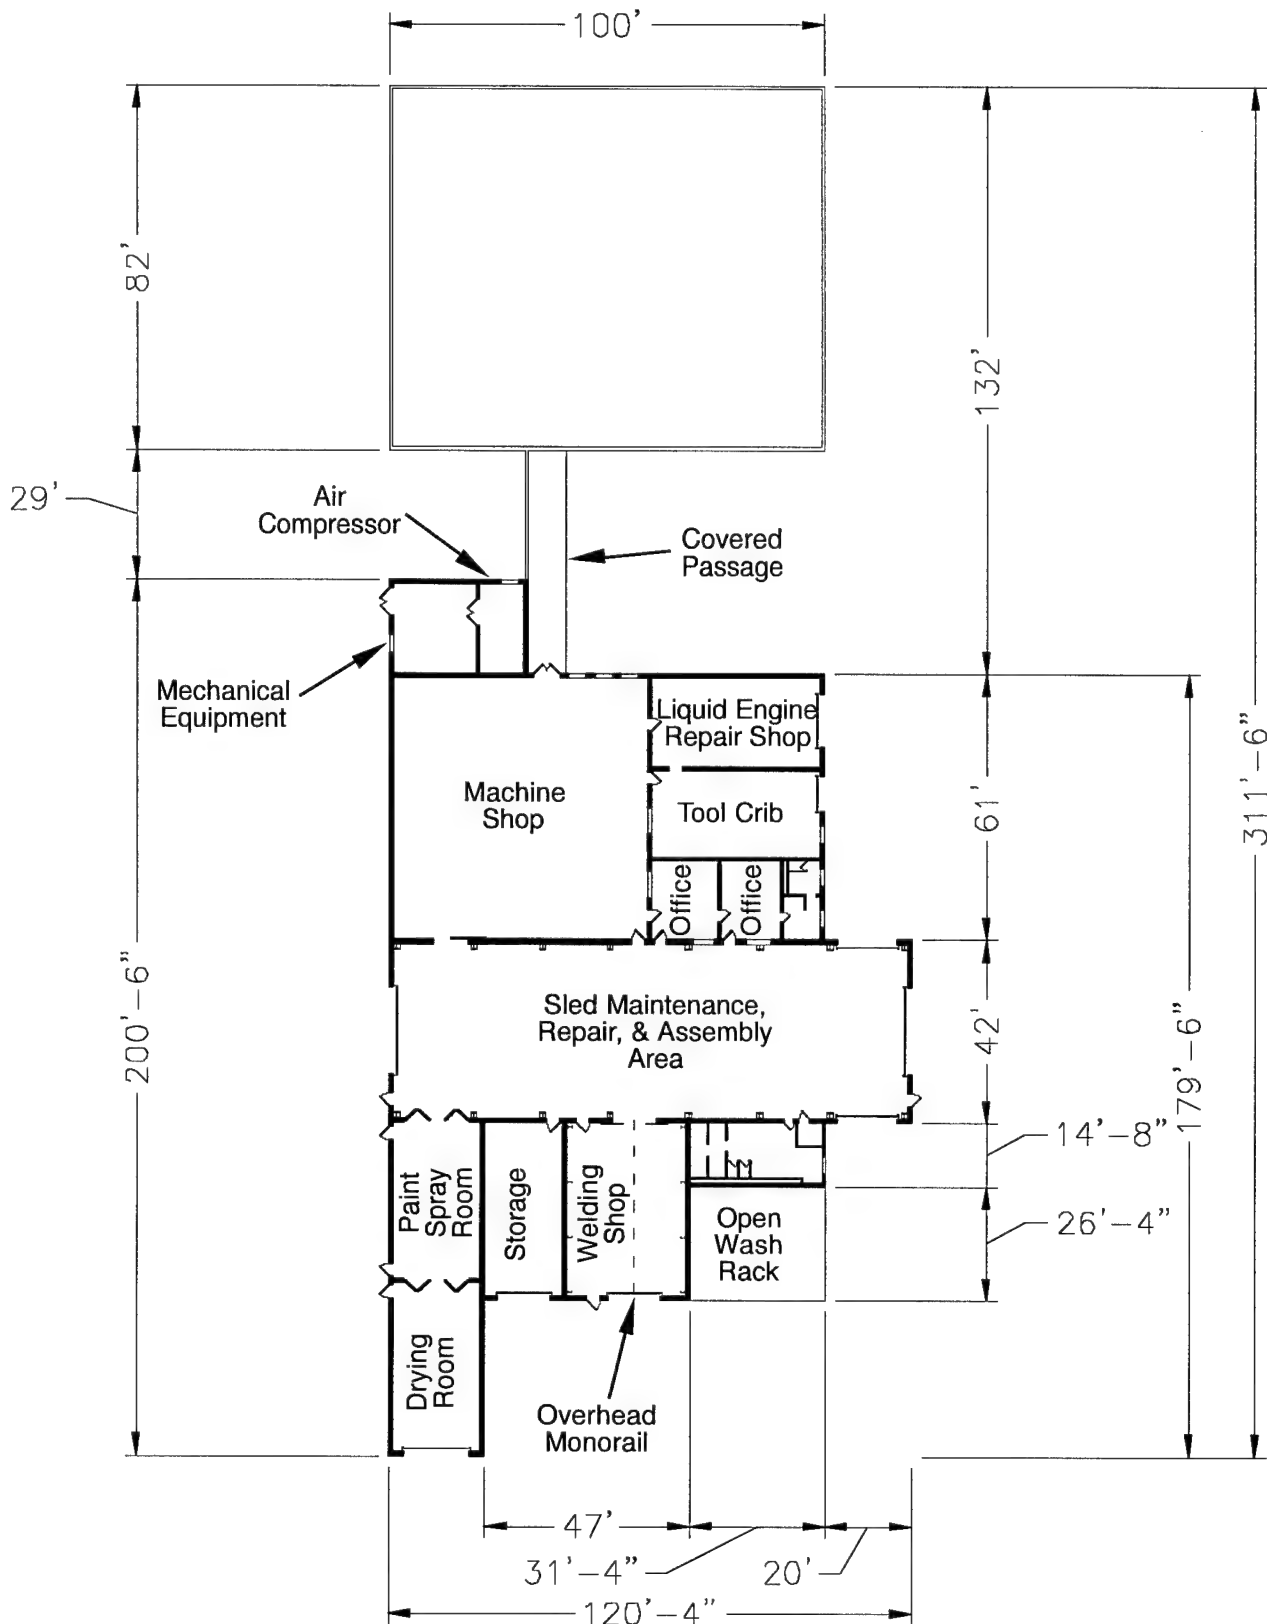 100'
82'
132'
29'
Air
Compressor
Covered
Passage
Mechanical
Equipment
Liquid Engine
Repair Shop
Machine
Shop
Tool Crib
61'
311'-6"
Office
Office
200'-6"
Sled Maintenance,
Repair, & Assembly
Area
42'
179'-6"
14'-8"
Paint
Spray
Room
Storage
Welding
Shop
Open
Wash
Rack
26'-4"
Drying
Room
Overhead
Monorail
47'
31'-4"
20'
120'-4"